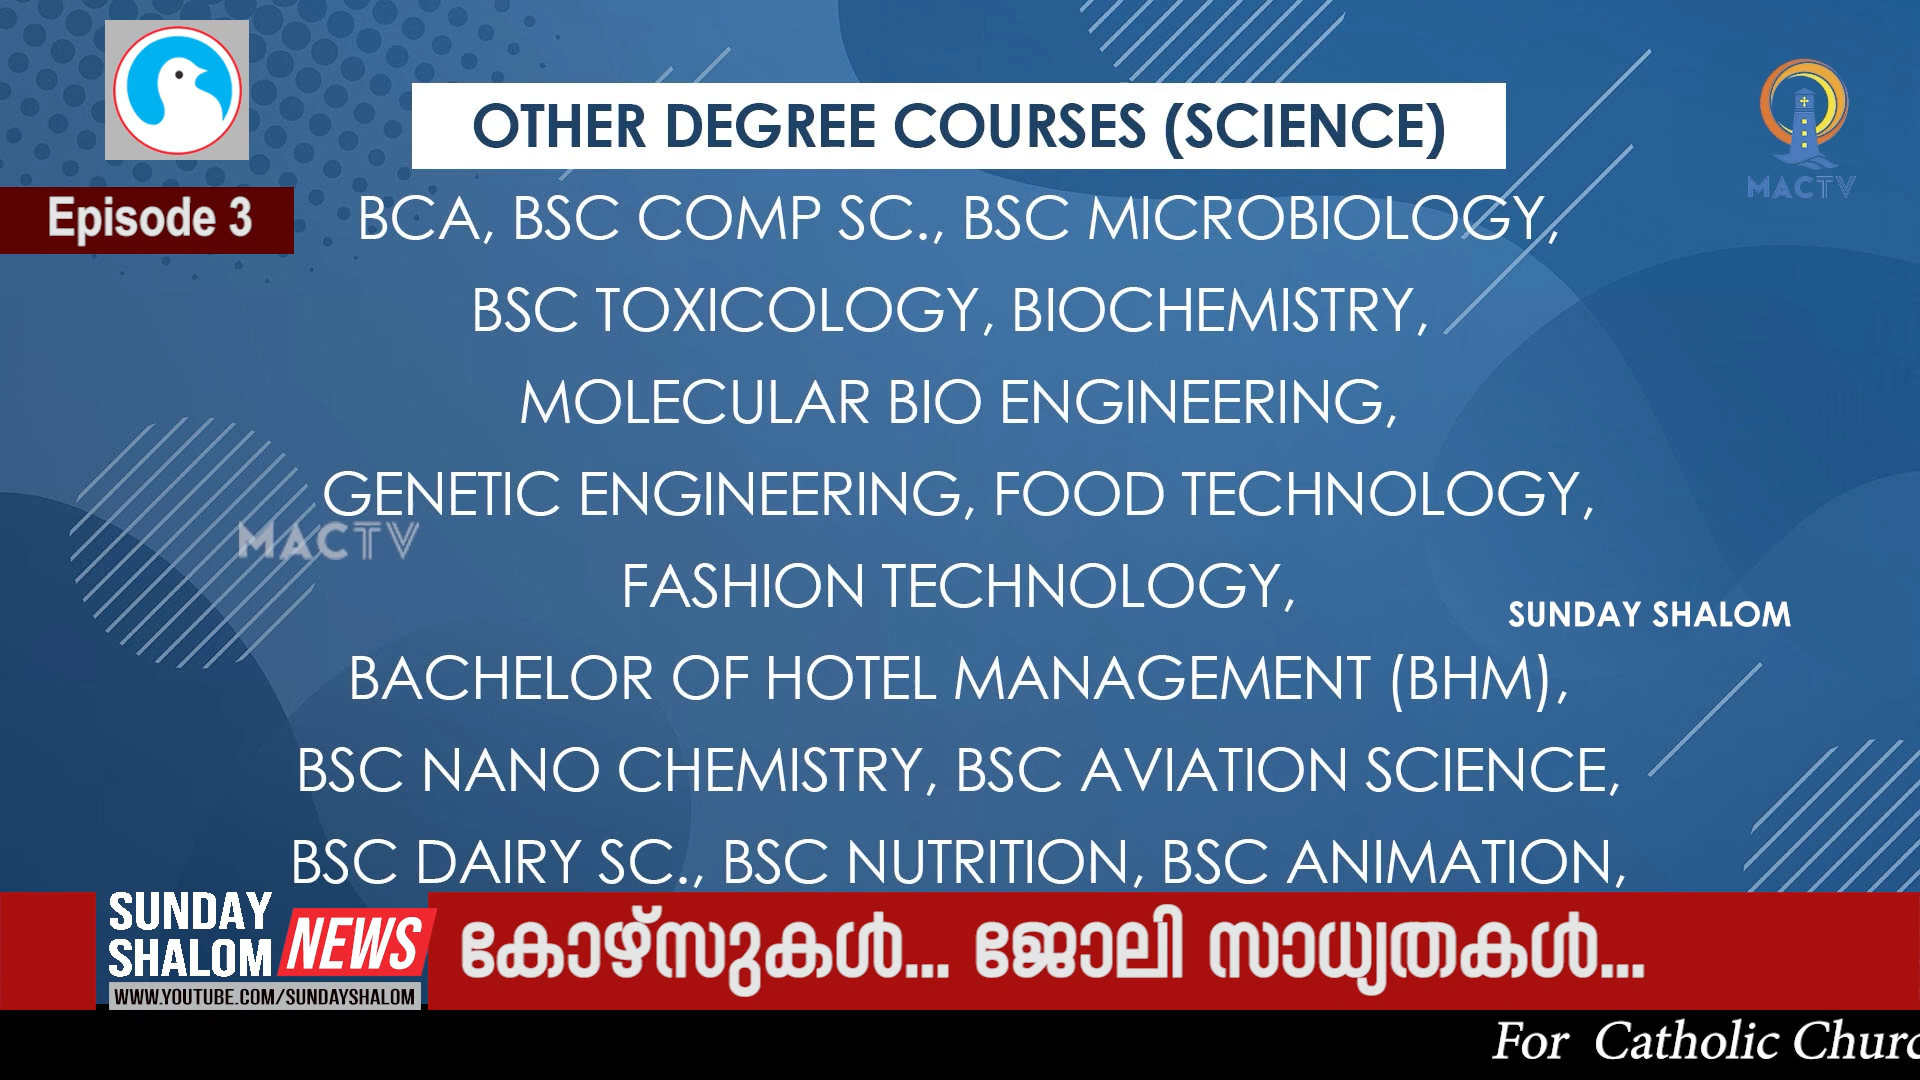 OTHER DEGREE COURSES (SCIENCE)
MACTV
Episode 3
BCA, BSC COMP SC., BSC MICROBIOLOGY,
BSC TOXICOLOGY, BIOCHEMISTRY,
MOLECULAR BIO ENGINEERING,
GENETIC ENGINEERING, FOOD TECHNOLOGY,
MACTV
FASHION TECHNOLOGY,
SUNDAY SHALOM
BACHELOR OF HOTEL MANAGEMENT (BHM),
BSC NANO CHEMISTRY, BSC AVIATION SCIENCE,
BSC DAIRY SC., BSC NUTRITION, BSC ANIMATION,
SUNDAY
SHALOM
NEWS
WWW.YOUTUBE.COM/SUNDAYSHALOM
കോഴ്സുകൾ... ജോലി സാധ്യതകൾ...
For Catholic Churc